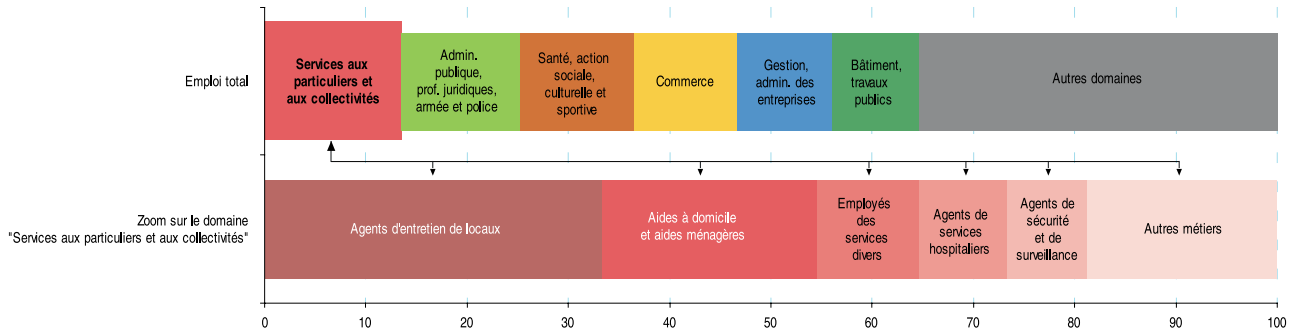 Emploi total
Services aux
particuliers et
aux collectivités
Admin.
publique,
prof. juridiques,
armée et police
Santé, action
sociale,
culturelle et
sportive
Commerce
Gestion,
admin. des
entreprises
Bâtiment,
travaux
publics
Autres domaines
Zoom sur le domaine
"Services aux particuliers et aux collectivités"
Agents d'entretien de locaux
Aides à domicile
et aides ménagères
Employés
des
services
divers
Agents de
services
hospitaliers
Agents de
sécurité
et de
surveillance
Autres métiers
0 10 20 30 40 50 60 70 80 90 100